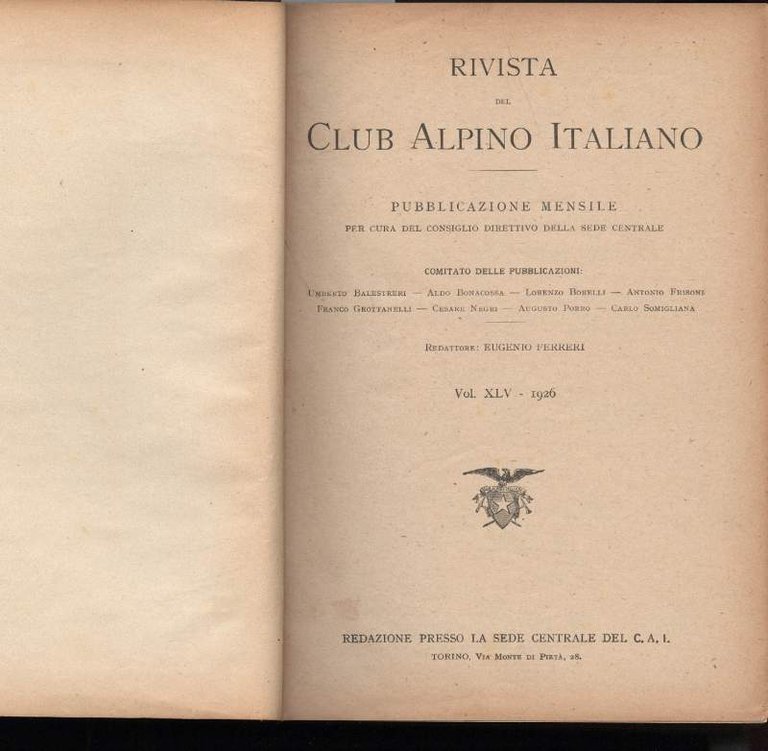 RIVISTA
DEL
CLUB ALPINO ITALIANO
PUBBLICAZIONE MENSILE
PER CURA DEL CONSIGLIO DIRETTIVO DELLA SEDE CENTRALE
COMITATO DELLE PUBBLICAZIONI:
UMBERTO BALESTRERI — ALDO BONACOSSA — LORENZO BORELLI — ANTONIO FRISONI
FRANCO GROTTANELLI — CESARE NEGRI — AUGUSTO PORRO — CARLO SOMIGLIANA
REDATTORE: EUGENIO FERRERI
Vol. XLV - 1926
REDAZIONE PRESSO LA SEDE CENTRALE DEL C. A. I.
TORINO, VIA MONTE DI PIETÀ, 28.